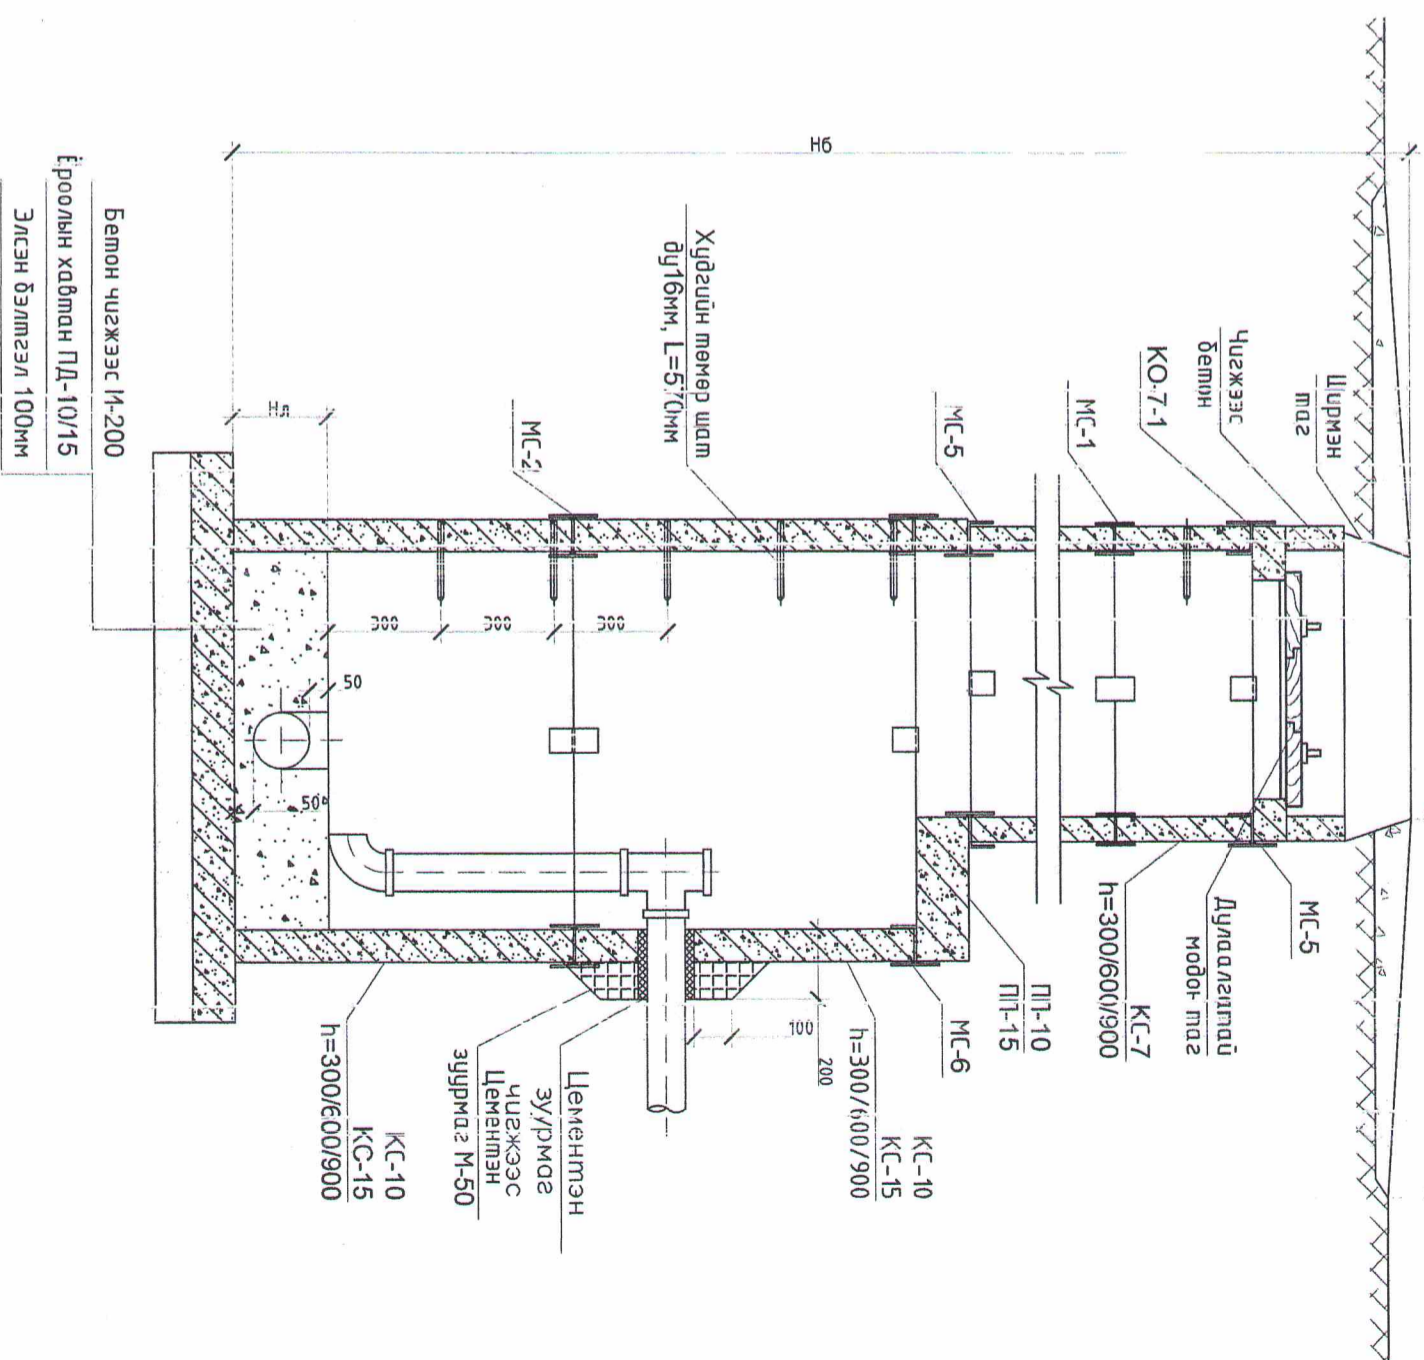 Ширмэн
таг
Чигжээс
бетон
КО-7-1
МС-1
МС-5
Худгийн төмөр шат
ду16мм, L=570мм
МС-2
Нб
Нл
Бетон чигжээс М-200
Ёроолын хавтан ПД-10/15
Элсэн бэлтгэл 100мм
300
300
300
50
50
МС-5
Дулаалгатай
модон таг
КС-7
h=300/600/900
ПП-10
ПП-15
МС-6
200
100
КС-10
КС-15
h=300/600/900
Цементэн
зуурмаг
чигжээс
Цементэн
зуурмаг М-50
КС-10
КС-15
h=300/600/900